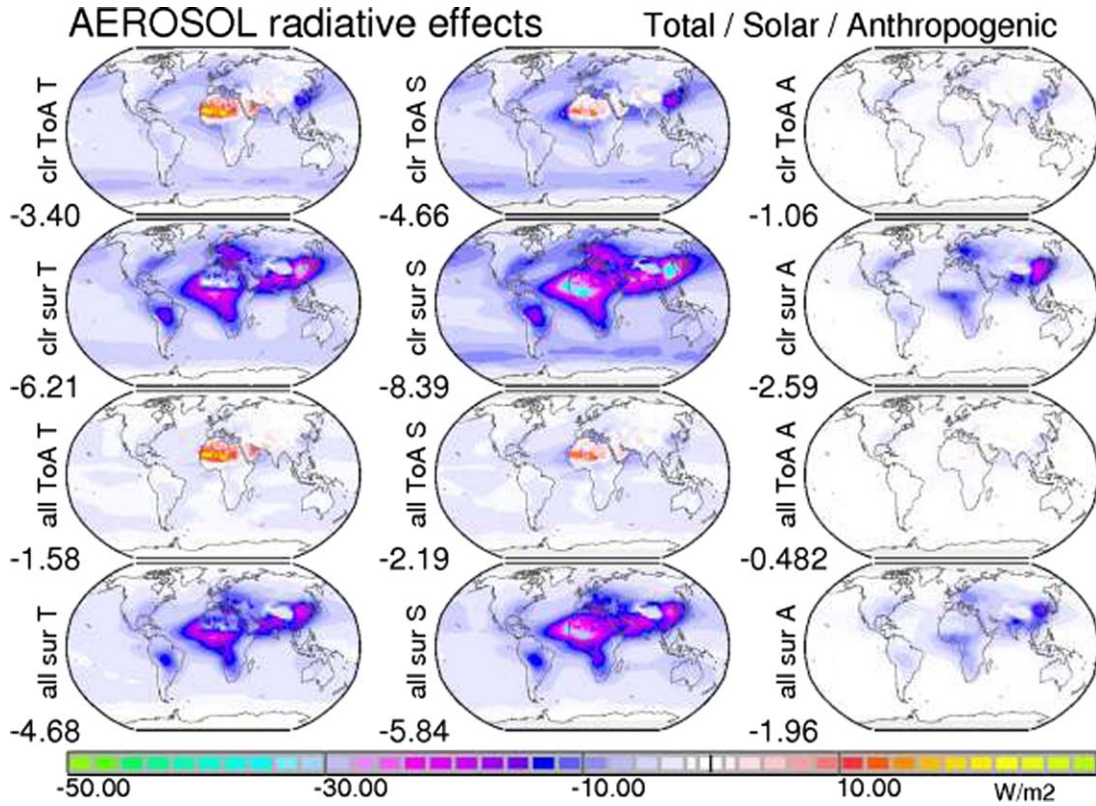 AEROSOL radiative effects Total / Solar / Anthropogenic
clr ToA T clr ToA S clr ToA A
-3.40 -4.66 -1.06
clr sur T clr sur S clr sur A
-6.21 -8.39 -2.59
all ToA T all ToA S all ToA A
-1.58 -2.19 -0.482
all sur T all sur S all sur A
-4.68 -5.84 -1.96
-50.00 -30.00 -10.00 10.00 W/m2